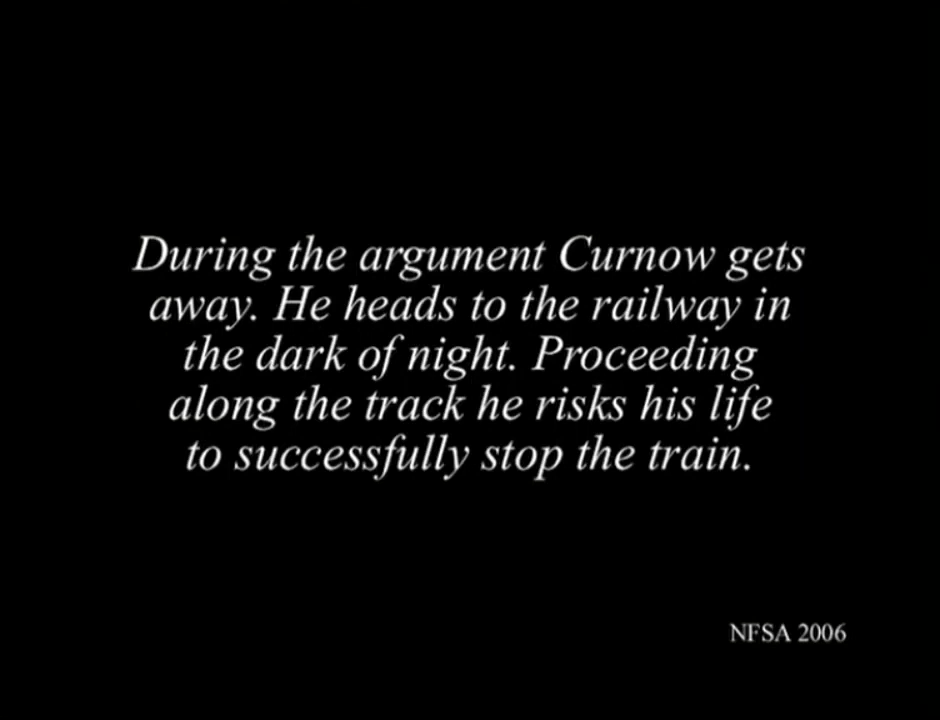 During the argument Curnow gets
away. He heads to the railway in
the dark of night. Proceeding
along the track he risks his life
to successfully stop the train.
NFSA 2006